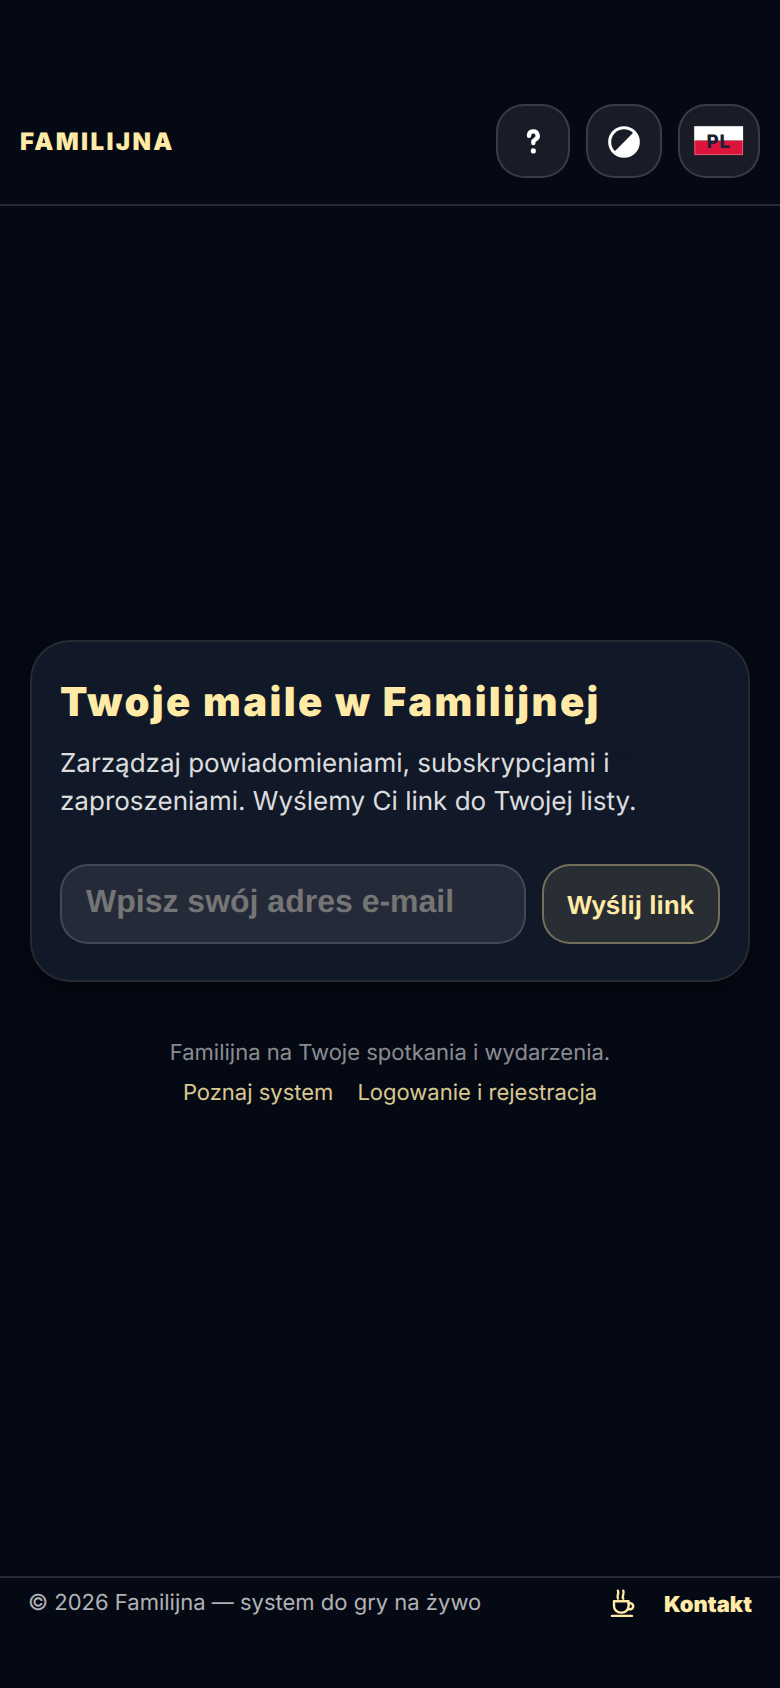 FAMILIJNA
?
PL
Twoje maile w Familijnej
Zarządzaj powiadomieniami, subskrypcjami i
zaproszeniami. Wyślemy Ci link do Twojej listy.
Wpisz swój adres e-mail
Wyślij link
Familijna na Twoje spotkania i wydarzenia.
Poznaj system Logowanie i rejestracja
© 2026 Familijna — system do gry na żywo
Kontakt